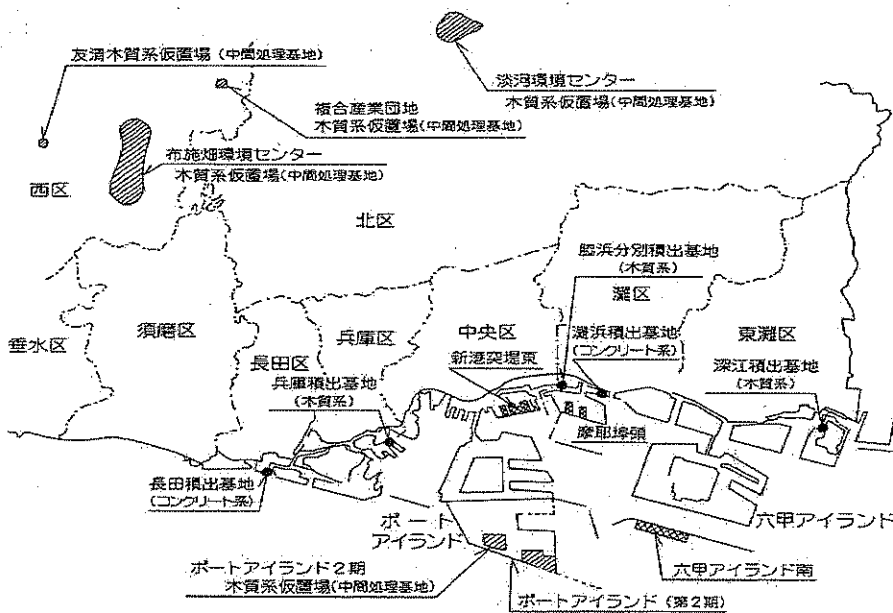 友清木質系仮置場(中間処理基地)
淡河環境センター
木質系仮置場(中間処理基地)
複合産業団地
木質系仮置場(中間処理基地)
布施畑環境センター
木質系仮置場(中間処理基地)
西区
北区
脇浜分別積出基地
(木質系)
灘区
垂水区
須磨区
長田区
兵庫区
中央区
灘浜積出基地
(コンクリート系)
東灘区
新港突堤東
兵庫積出基地
(木質系)
深江積出基地
(木質系)
摩耶埠頭
長田積出基地
(コンクリート系)
ポート
アイランド
六甲アイランド
ポートアイランド2期
木質系仮置場(中間処理基地)
六甲アイランド南
ポートアイランド(第2期)